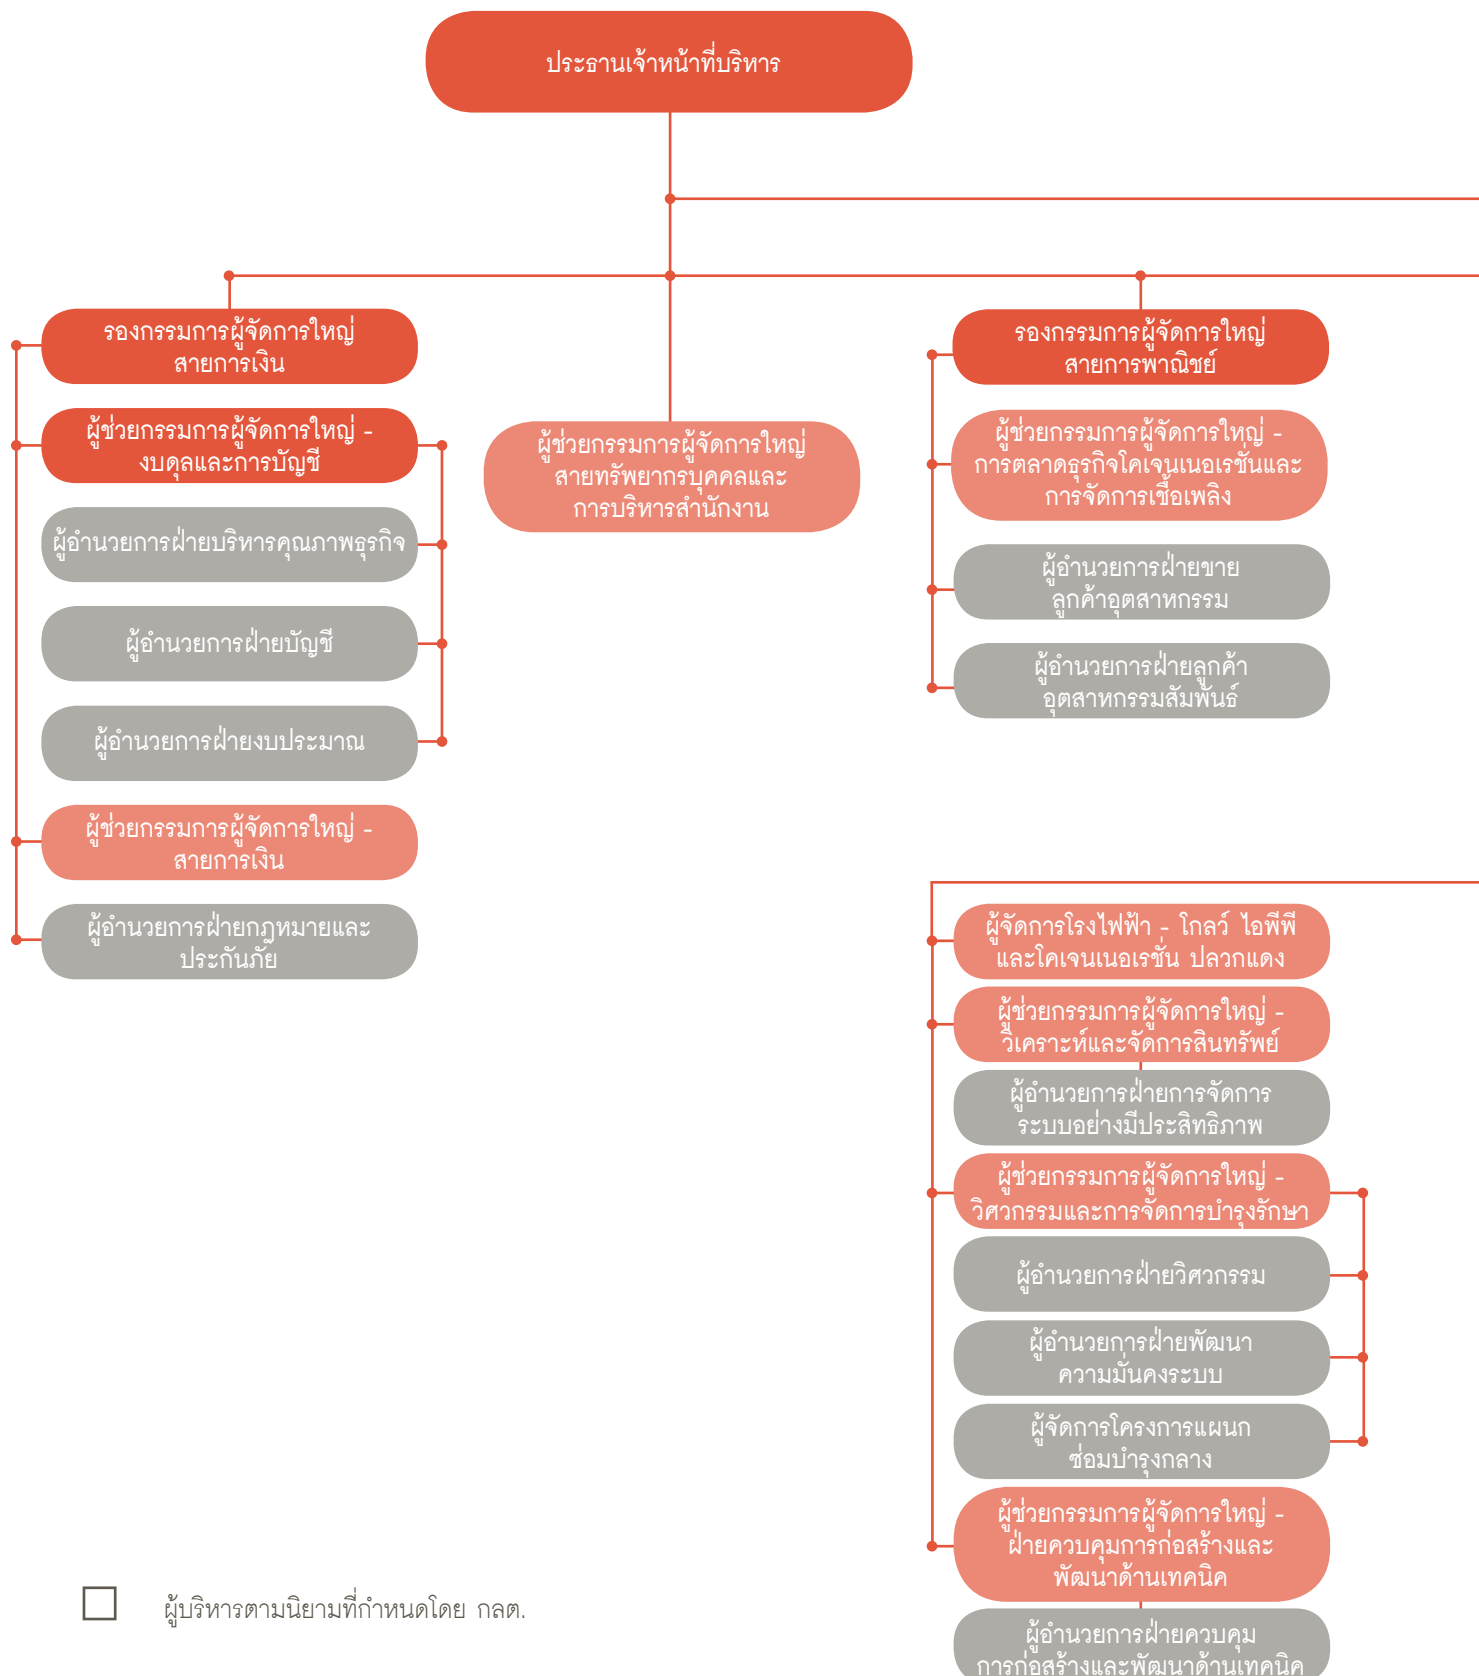 ประธานเจ้าหน้าที่บริหาร
รองกรรมการผู้จัดการใหญ่
สายการเงิน
ผู้ช่วยกรรมการผู้จัดการใหญ่ -
งบดุลและการบัญชี
ผู้อำนวยการฝ่ายบริหารคุณภาพธุรกิจ
ผู้อำนวยการฝ่ายบัญชี
ผู้อำนวยการฝ่ายงบประมาณ
ผู้ช่วยกรรมการผู้จัดการใหญ่ -
สายการเงิน
ผู้อำนวยการฝ่ายกฎหมายและ
ประกันภัย
ผู้ช่วยกรรมการผู้จัดการใหญ่
สายทรัพยากรบุคคลและ
การบริหารสำนักงาน
รองกรรมการผู้จัดการใหญ่
สายการพาณิชย์
ผู้ช่วยกรรมการผู้จัดการใหญ่ -
การตลาดธุรกิจโคเจนเนอเรชั่นและ
การจัดการเชื้อเพลิง
ผู้อำนวยการฝ่ายขาย
ลูกค้าอุตสาหกรรม
ผู้อำนวยการฝ่ายลูกค้า
อุตสาหกรรมสัมพันธ์
ผู้จัดการโรงไฟฟ้า - โกลว์ ไอพีพี
และโคเจนเนอเรชั่น ปลวกแดง
ผู้ช่วยกรรมการผู้จัดการใหญ่ -
วิเคราะห์และจัดการสินทรัพย์
ผู้อำนวยการฝ่ายการจัดการ
ระบบอย่างมีประสิทธิภาพ
ผู้ช่วยกรรมการผู้จัดการใหญ่ -
วิศวกรรมและการจัดการบำรุงรักษา
ผู้อำนวยการฝ่ายวิศวกรรม
ผู้อำนวยการฝ่ายพัฒนา
ความมั่นคงระบบ
ผู้จัดการโครงการแผนก
ซ่อมบำรุงกลาง
ผู้ช่วยกรรมการผู้จัดการใหญ่ -
ฝ่ายควบคุมการก่อสร้างและ
พัฒนาด้านเทคนิค
ผู้อำนวยการฝ่ายควบคุม
การก่อสร้างและพัฒนาด้านเทคนิค
ผู้บริหารตามนิยามที่กำหนดโดย กลต.